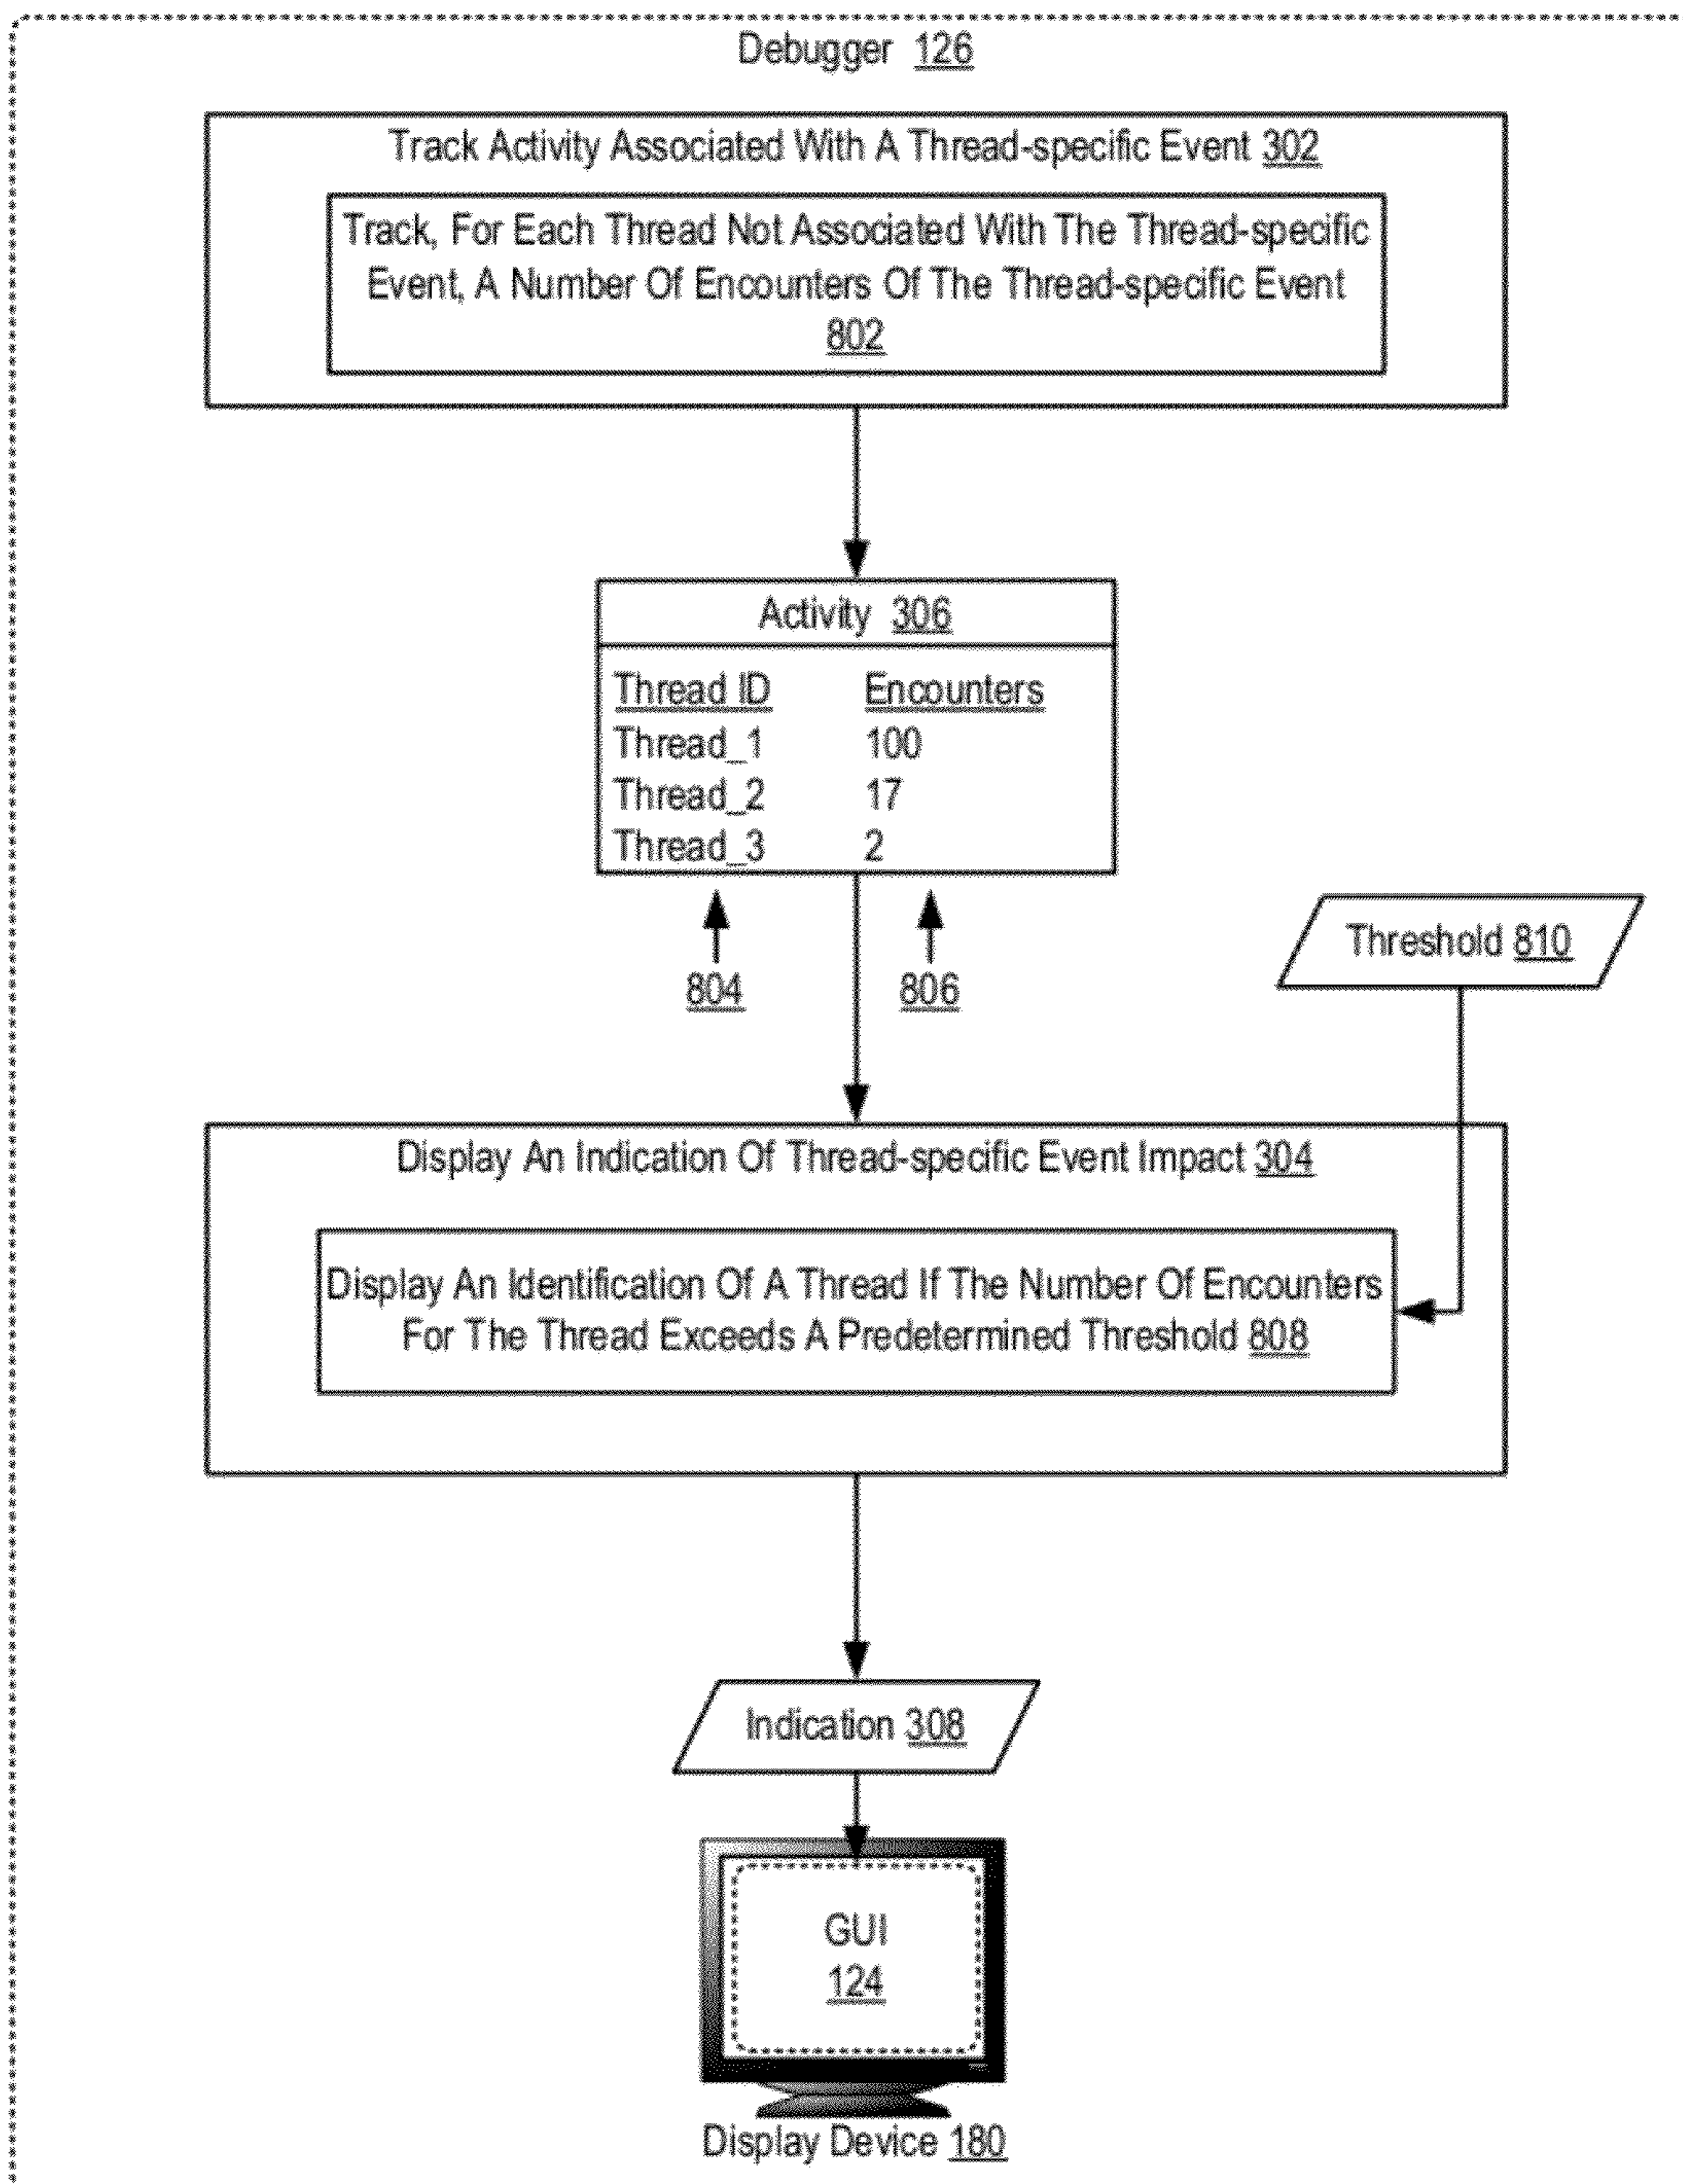 Debugger 126
Track Activity Associated With A Thread-specific Event 302
Track, For Each Thread Not Associated With The Thread-specific
Event, A Number Of Encounters Of The Thread-specific Event
802
Activity 306
Thread ID Encounters
Thread_1 100
Thread_2 17
Thread_3 2
804 806
Threshold 810
Display An Indication Of Thread-specific Event Impact 304
Display An Identification Of A Thread If The Number Of Encounters
For The Thread Exceeds A Predetermined Threshold 808
Indication 308
GUI
124
Display Device 180